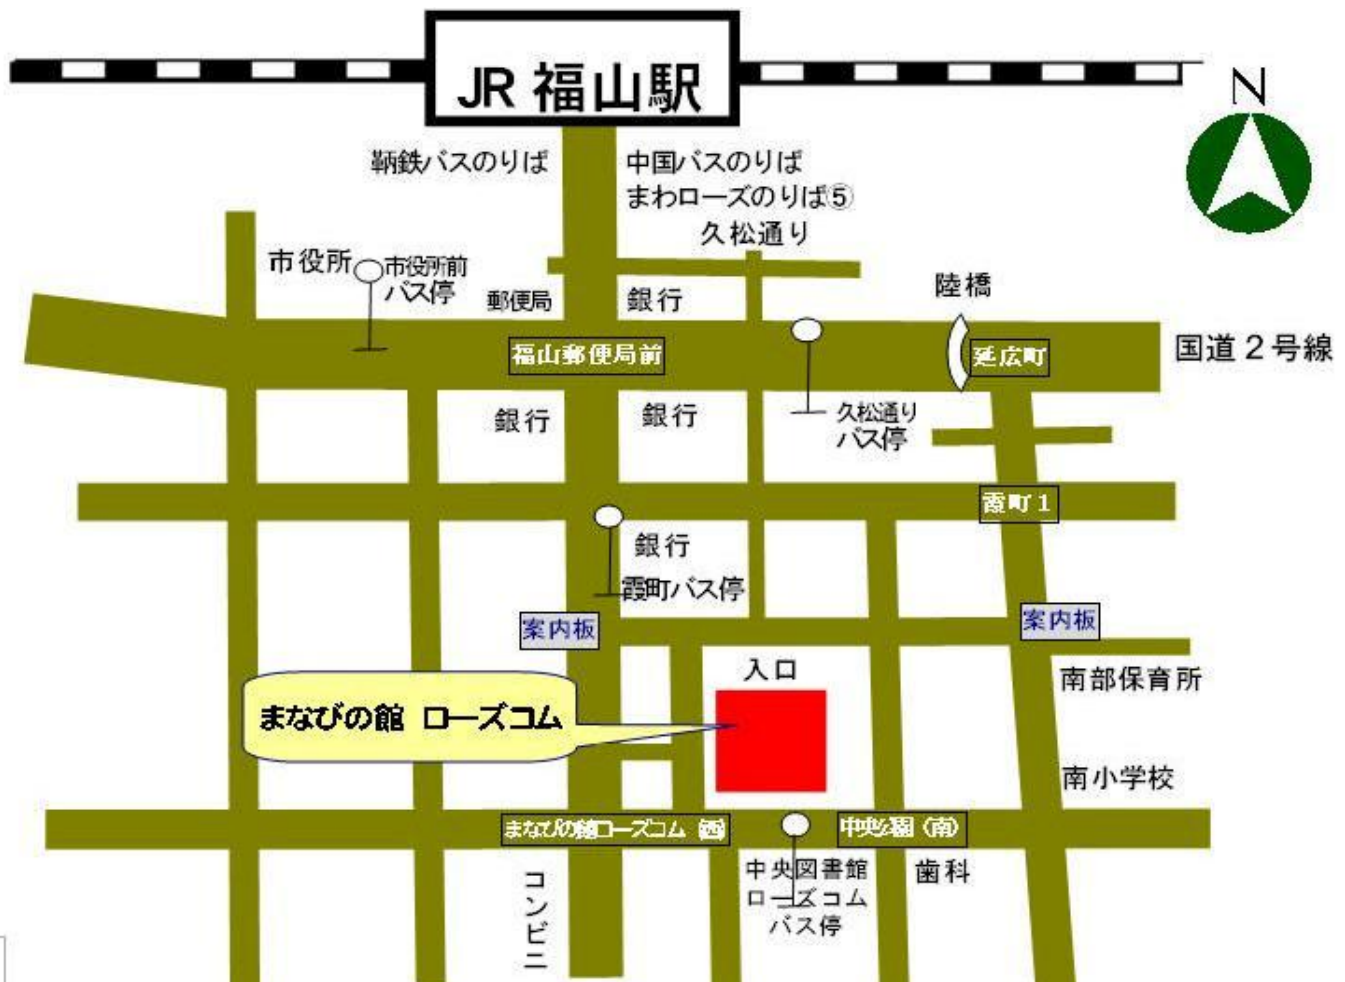 JR 福山駅
N
鞆鉄バスのりば
中国バスのりば
まわローズのりば⑤
久松通り
市役所
市役所前
バス停
郵便局
銀行
陸橋
福山郵便局前
延広町
国道2号線
銀行
銀行
久松通り
バス停
霞町1
銀行
霞町バス停
案内板
案内板
入口
南部保育所
まなびの館 ローズコム
南小学校
まなびの館ローズコム(西)
中央公園(南)
中央図書館
ローズコム
バス停
歯科
コンビニ